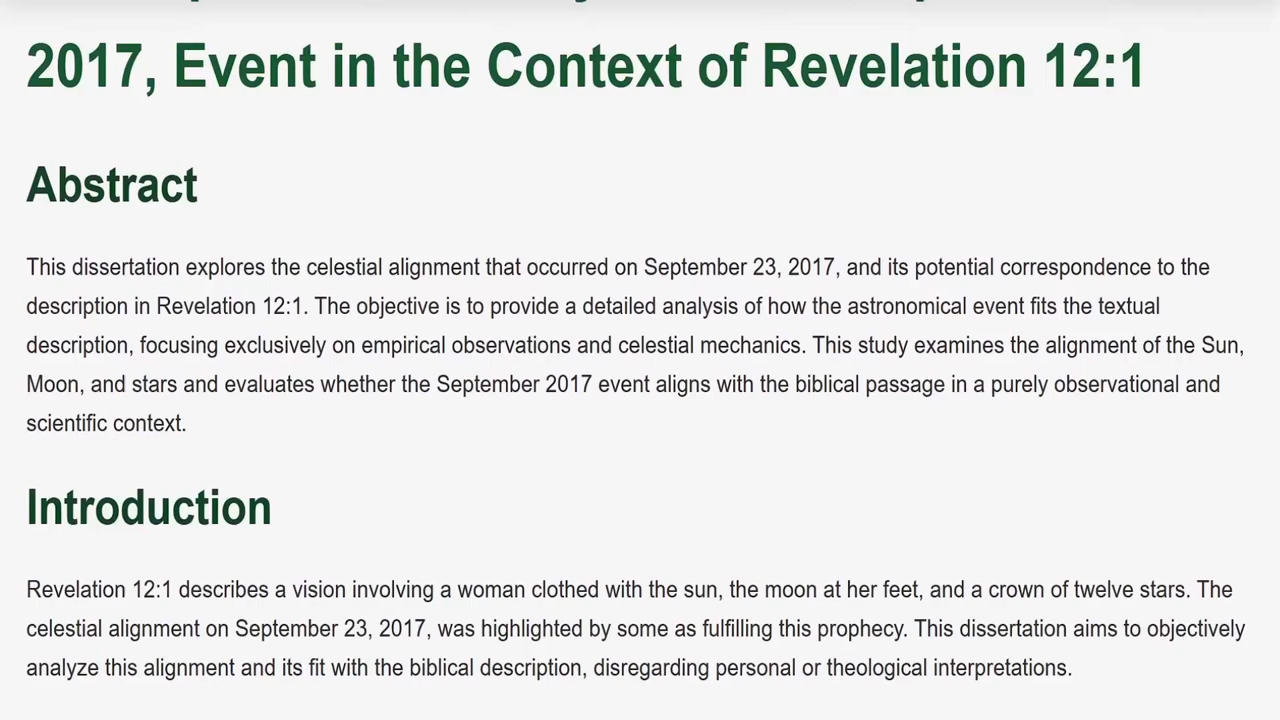 2017, Event in the Context of Revelation 12:1
Abstract
This dissertation explores the celestial alignment that occurred on September 23, 2017, and its potential correspondence to the
description in Revelation 12:1. The objective is to provide a detailed analysis of how the astronomical event fits the textual
description, focusing exclusively on empirical observations and celestial mechanics. This study examines the alignment of the Sun,
Moon, and stars and evaluates whether the September 2017 event aligns with the biblical passage in a purely observational and
scientific context.
Introduction
Revelation 12:1 describes a vision involving a woman clothed with the sun, the moon at her feet, and a crown of twelve stars. The
celestial alignment on September 23, 2017, was highlighted by some as fulfilling this prophecy. This dissertation aims to objectively
analyze this alignment and its fit with the biblical description, disregarding personal or theological interpretations.